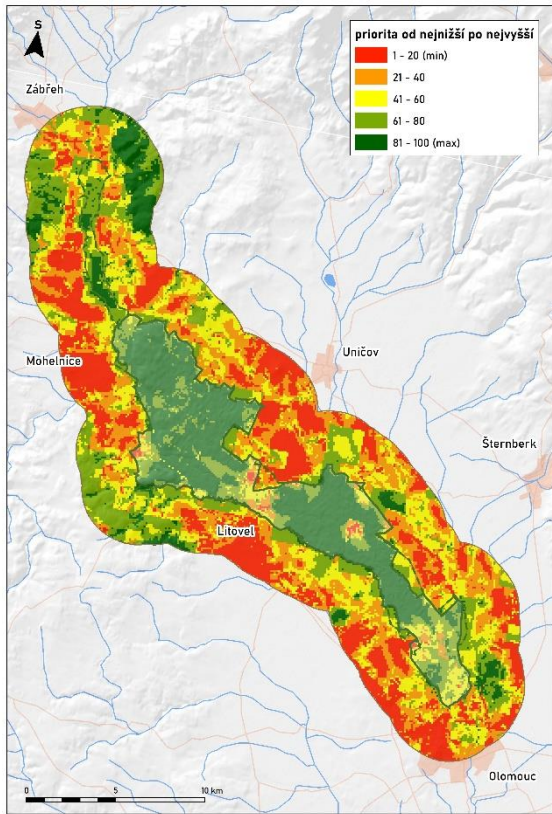 S
priorita od nejnižší po nejvyšší
1 - 20 (min)
21 - 40
41 - 60
61 - 80
81 - 100 (max)
Zábřeh
Uničov
Mohelnice
Šternberk
Litovel
Olomouc
0 5 10 km